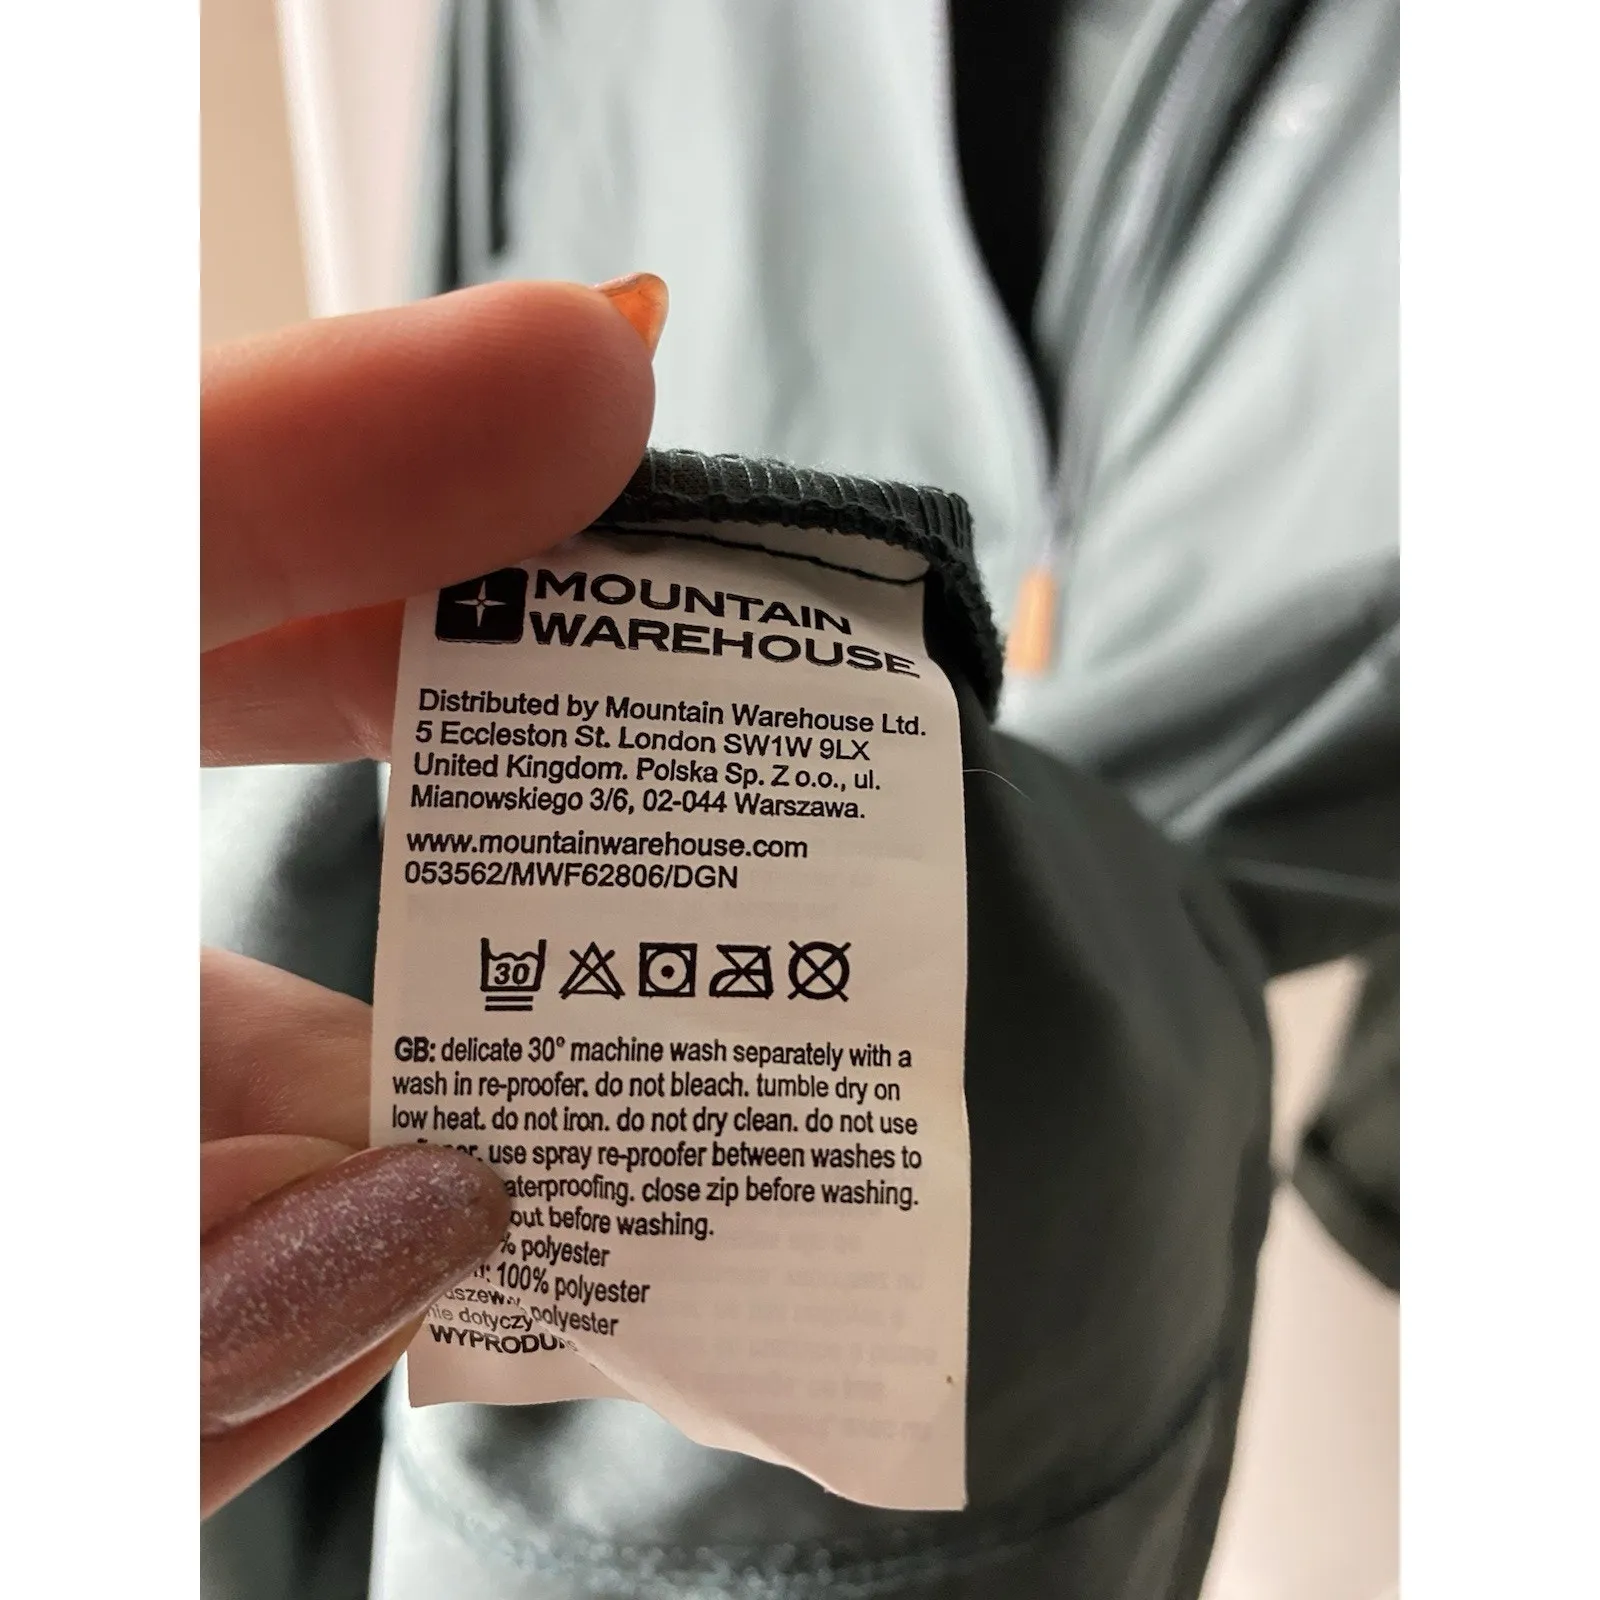 MOUNTAIN
WAREHOUSE
Distributed by Mountain Warehouse Ltd.
5 Eccleston St. London SW1W 9LX
United Kingdom. Polska Sp. Z o.o., ul.
Mianowskiego 3/6, 02-044 Warszawa.
www.mountainwarehouse.com
053562/MWF62806/DGN
30
GB: delicate 30° machine wash separately with a
wash in re-proofer. do not bleach. tumble dry on
low heat. do not iron. do not dry clean. do not use
use spray re-proofer between washes to
close zip before washing.
out before washing.
% polyester
100% polyester
polyester
nie dotyczy